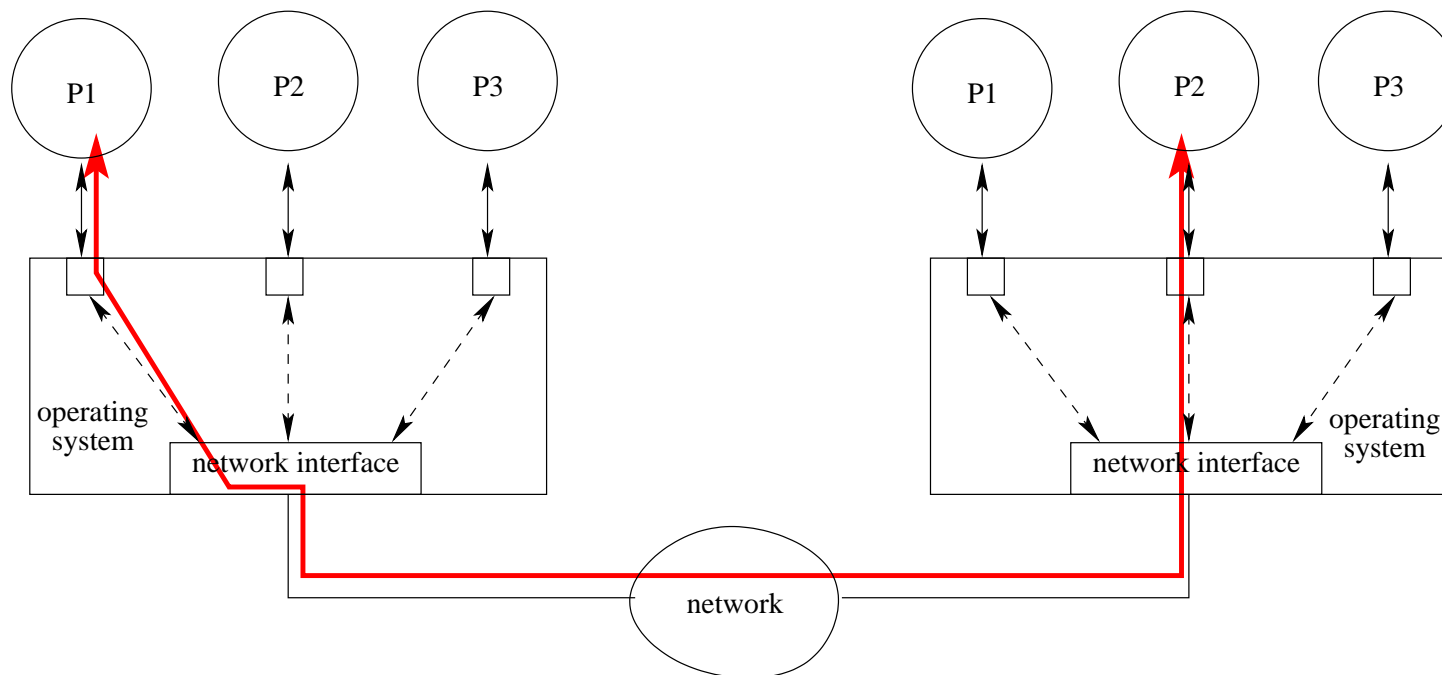 P1
P2
P3
P1
P2
P3
operating
system
network interface
operating
system
network interface
network